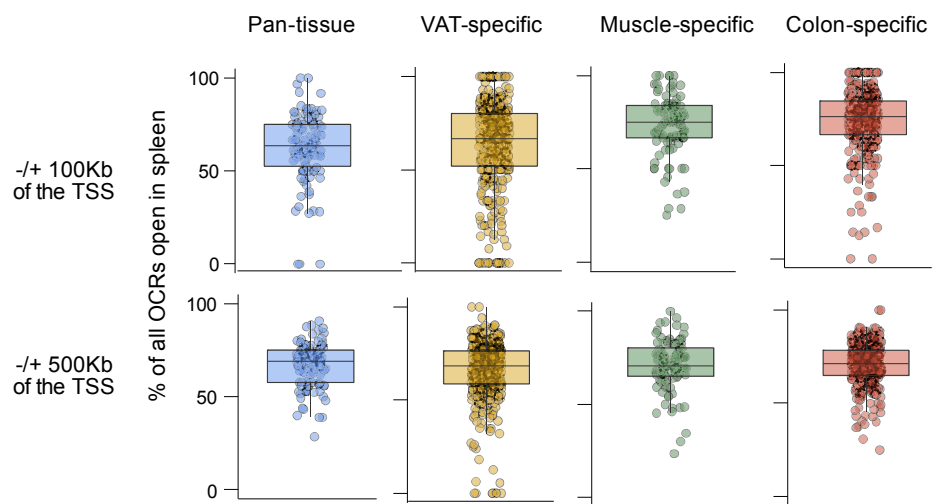 Pan-tissue VAT-specific Muscle-specific Colon-specific
% of all OCRs open in spleen
-/+ 100Kb
of the TSS
100
50
0
-/+ 500Kb
of the TSS
100
50
0